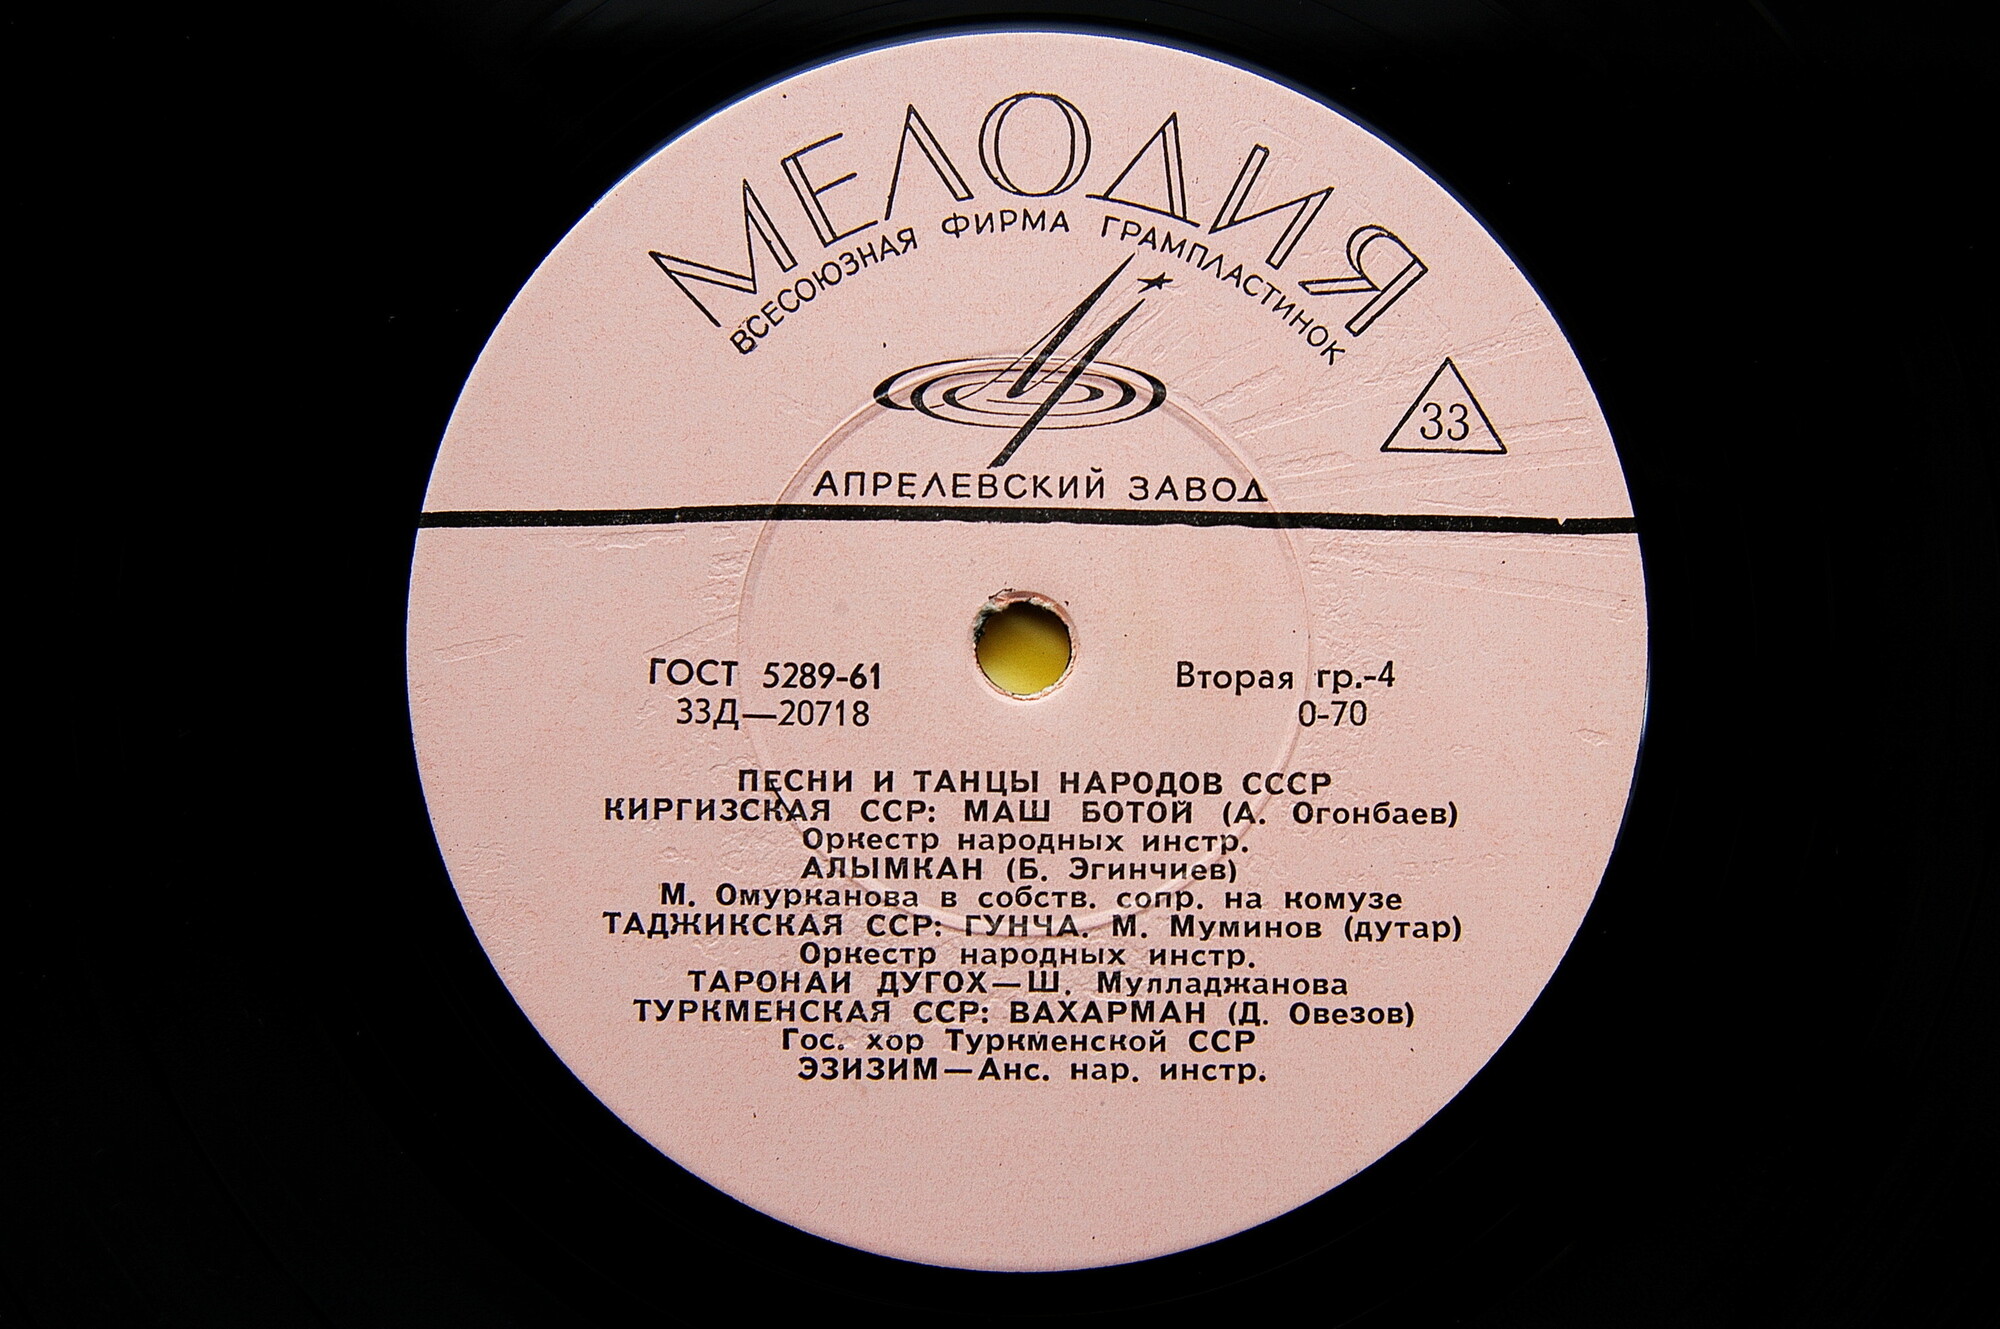 МЕЛОДИЯ
ВСЕСОЮЗНАЯ ФИРМА ГРАМПЛАСТИНОК
33
АПРЕЛЕВСКИЙ ЗАВОД
ГОСТ 5289-61 Вторая гр.-4
33Д—20718 0-70
ПЕСНИ И ТАНЦЫ НАРОДОВ СССР
КИРГИЗСКАЯ ССР: МАШ БОТОЙ (А. Огонбаев)
Оркестр народных инстр.
АЛЫМКАН (Б. Эгинчиев)
М. Омурканова в собств. сопр. на комузе
ТАДЖИКСКАЯ ССР: ГУНЧА. М. Муминов (дутар)
Оркестр народных инстр.
ТАРОНАИ ДУГОХ—Ш. Мулладжанова
ТУРКМЕНСКАЯ ССР: ВАХАРМАН (Д. Овезов)
Гос. хор Туркменской ССР
ЭЗИЗИМ—Анс. нар. инстр.